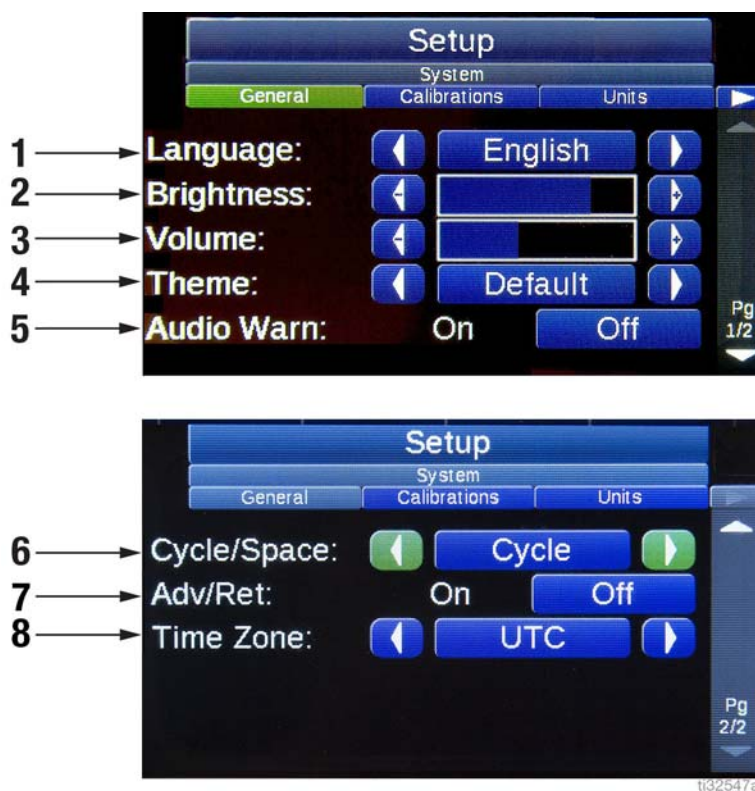 Setup
System
General Calibrations Units
1 Language: English
2 Brightness: - +
3 Volume: - +
4 Theme: Default
5 Audio Warn: On Off
Pg
1/2
Setup
System
General Calibrations Units
6 Cycle/Space: Cycle
7 Adv/Ret: On Off
8 Time Zone: UTC
Pg
2/2
ti32547a